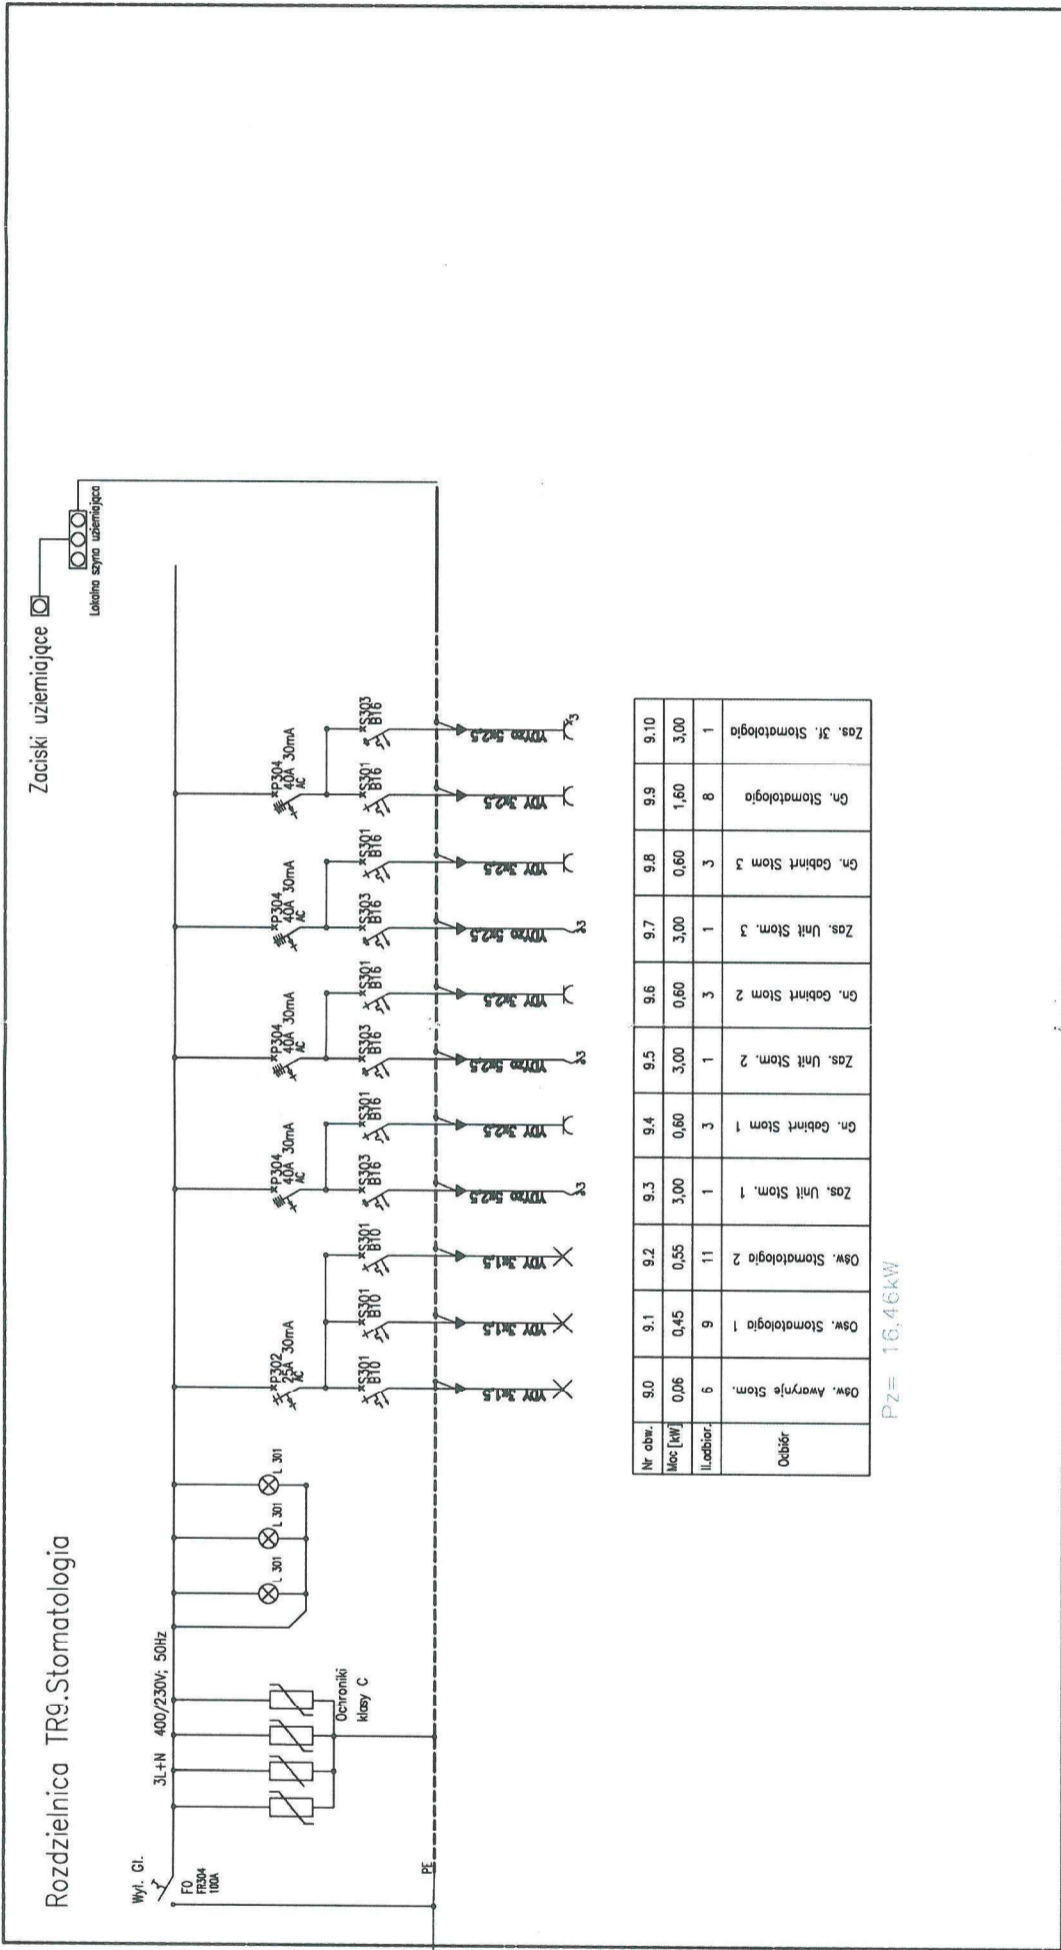 Rozdzielnica TR9.Stomatologia
Zaciski uziemiające
Lokalna szyna uziemiająca
Wył. Gł.
F0
FR304
100A
3L+N 400/230V; 50Hz
Ochroniki
klasy C
L 301
L 301
L 301
P302
25A 30mA
AC
P304
40A 30mA
AC
P304
40A 30mA
AC
P304
40A 30mA
AC
P304
40A 30mA
AC
S301
B10
S301
B10
S301
B10
S303
B16
S301
B16
S303
B16
S301
B16
S303
B16
S301
B16
S301
B16
S303
B16
PE
YDY 3x1,5
YDY 3x1,5
YDY 3x1,5
YDYżo 5x2,5
YDY 3x2,5
YDYżo 5x2,5
YDY 3x2,5
YDYżo 5x2,5
YDY 3x2,5
YDY 3x2,5
YDYżo 5x2,5
3
3
3
3
Nr obw. 9.0 9.1 9.2 9.3 9.4 9.5 9.6 9.7 9.8 9.9 9.10
Moc [kW] 0,06 0,45 0,55 3,00 0,60 3,00 0,60 3,00 0,60 1,60 3,00
Il.odbior. 6 9 11 1 3 1 3 1 3 8 1
Odbiór
Ośw. Awaryjne Stom.
Ośw. Stomatologia 1
Ośw. Stomatologia 2
Zas. Unit Stom. 1
Gn. Gabinrt Stom 1
Zas. Unit Stom. 2
Gn. Gabinrt Stom 2
Zas. Unit Stom. 3
Gn. Gabinrt Stom 3
Gn. Stomatologia
Zas. 3f. Stomatologia
Pz= 16,46kW